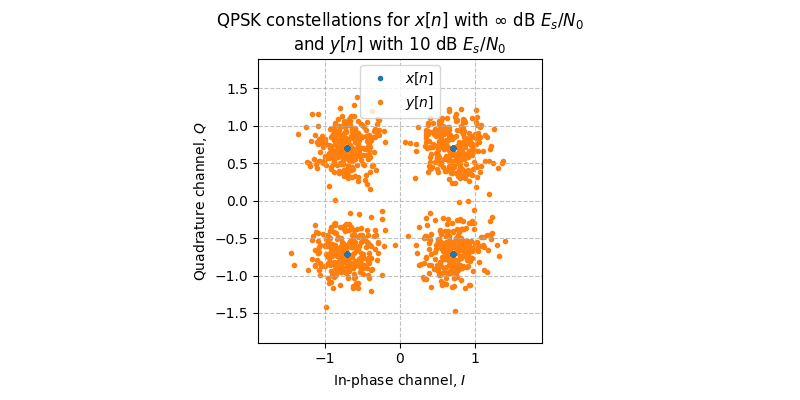 QPSK constellations for x[n] with ∞ dB E_s/N_0
and y[n] with 10 dB E_s/N_0
x[n]
y[n]
Quadrature channel, Q
1.5
1.0
0.5
0.0
−0.5
−1.0
−1.5
−1 0 1
In-phase channel, I